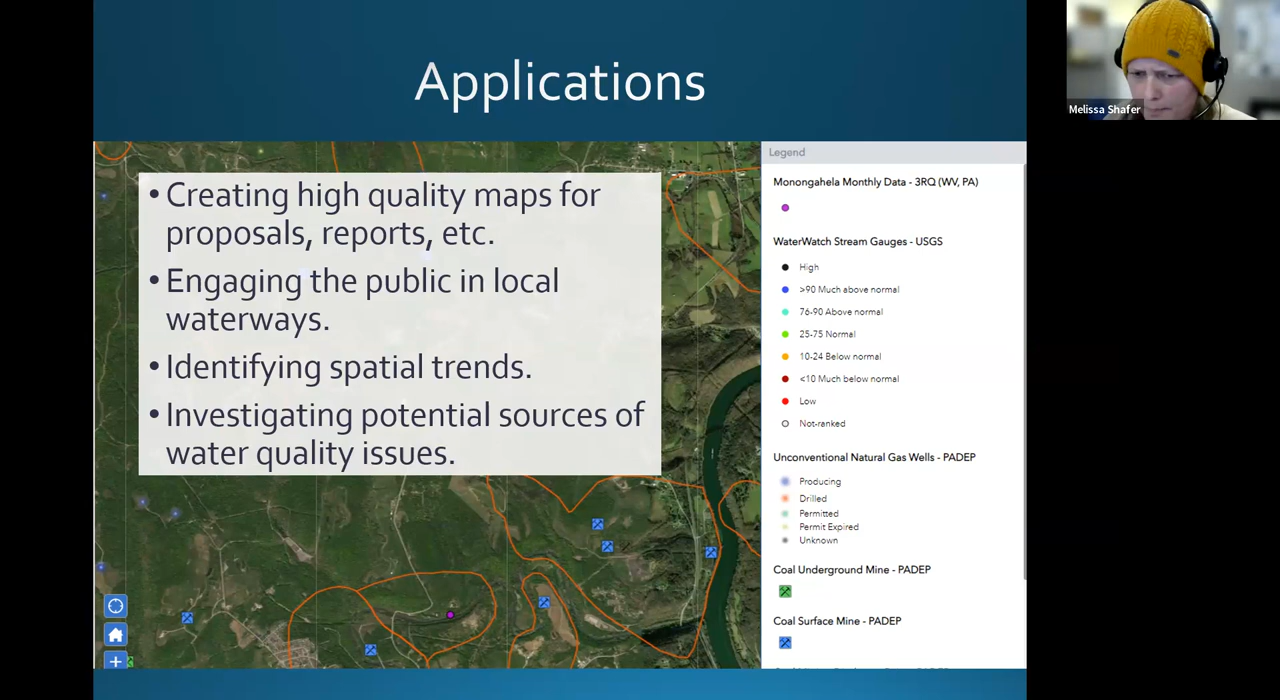 Applications
• Creating high quality maps for
proposals, reports, etc.
• Engaging the public in local
waterways.
• Identifying spatial trends.
• Investigating potential sources of
water quality issues.
Legend
Monongahela Monthly Data - 3RQ (WV, PA)
WaterWatch Stream Gauges - USGS
High
>90 Much above normal
76-90 Above normal
25-75 Normal
10-24 Below normal
<10 Much below normal
Low
Not-ranked
Unconventional Natural Gas Wells - PADEP
Producing
Drilled
Permitted
Permit Expired
Unknown
Coal Underground Mine - PADEP
Coal Surface Mine - PADEP
Melissa Shafer